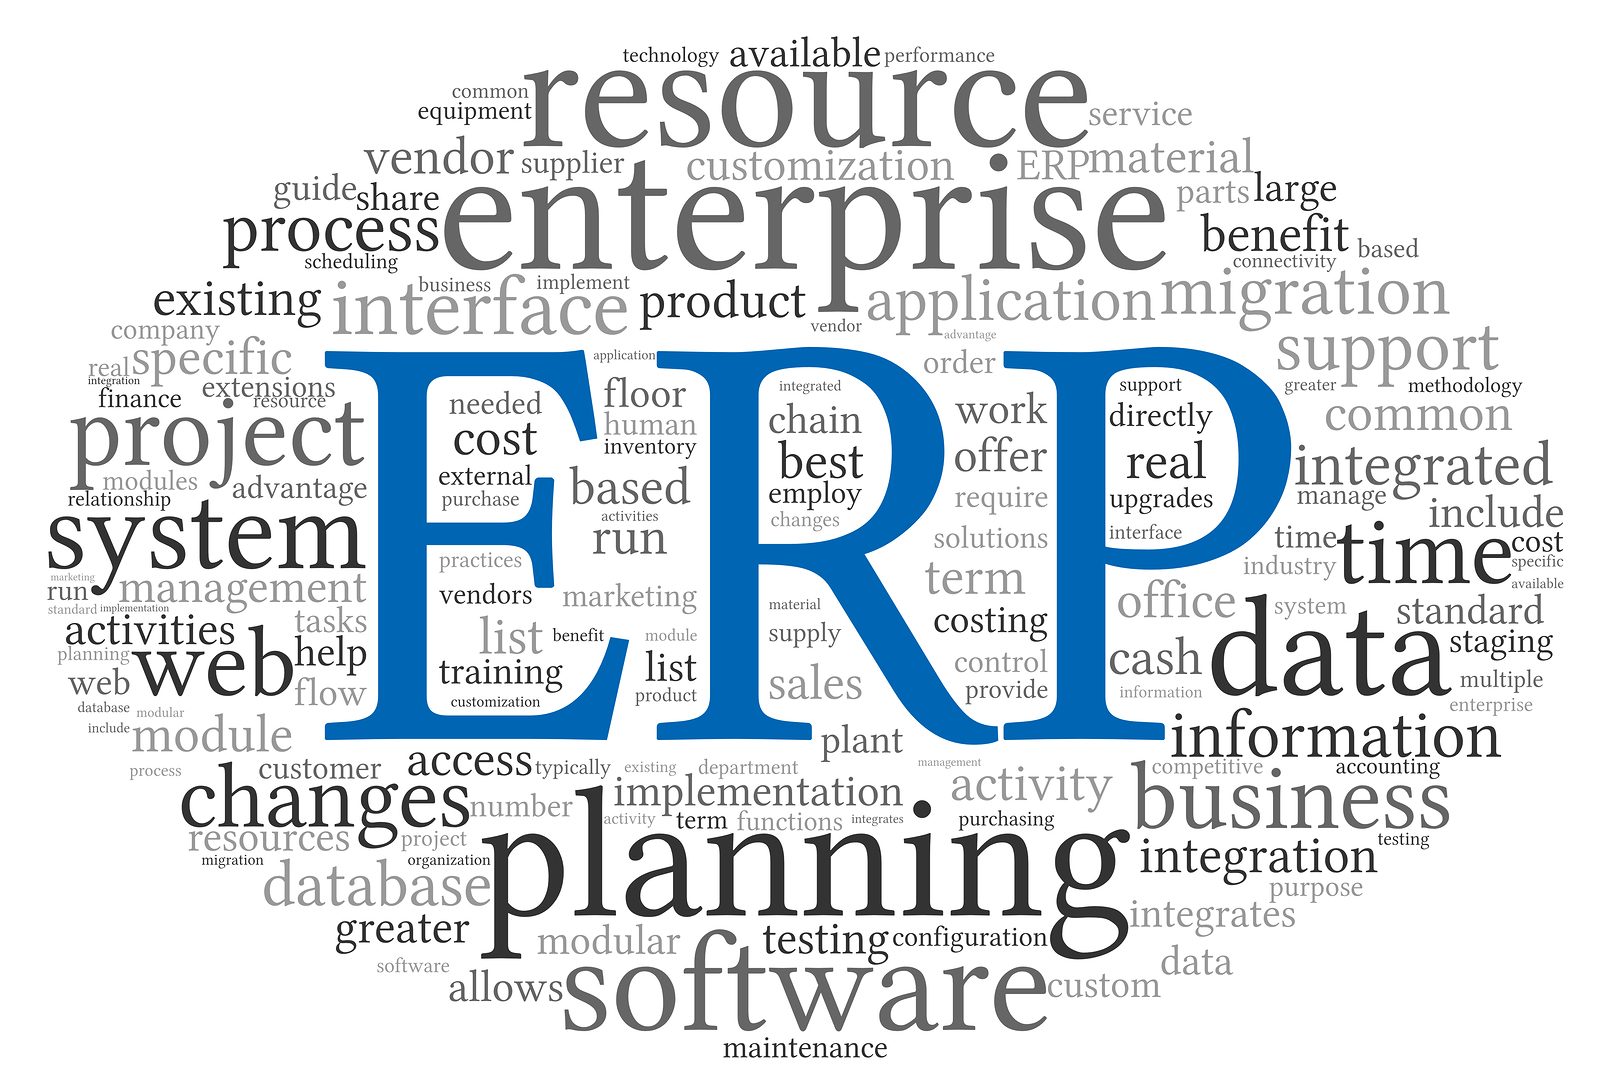 technology available performance
common resource
equipment service
vendor supplier customization ERP material
guide share enterprise parts large
process benefit based
scheduling connectivity
business implement
existing interface product application migration
company vendor advantage
real specific support
integration extensions greater methodology
finance resource common
project integrated
modules advantage manage
relationship include
system time time cost
marketing management industry specific
run available
standard implementation tasks system standard
activities data staging
planning web help
web flow multiple
database modular enterprise
include module information
ERP
application order
needed floor integrated work support
cost human chain directly
inventory best offer real
external based employ require upgrades
purchase activities changes
run solutions interface
practices term
vendors marketing material costing office
list benefit module supply
training list control cash
customization product sales provide information
plant
process customer access typically existing department management competitive accounting
changes number implementation activity business
resources project activity term functions integrates purchasing testing
migration organization planning integration
database purpose
greater integrates
modular testing configuration
software data
allows software custom
maintenance